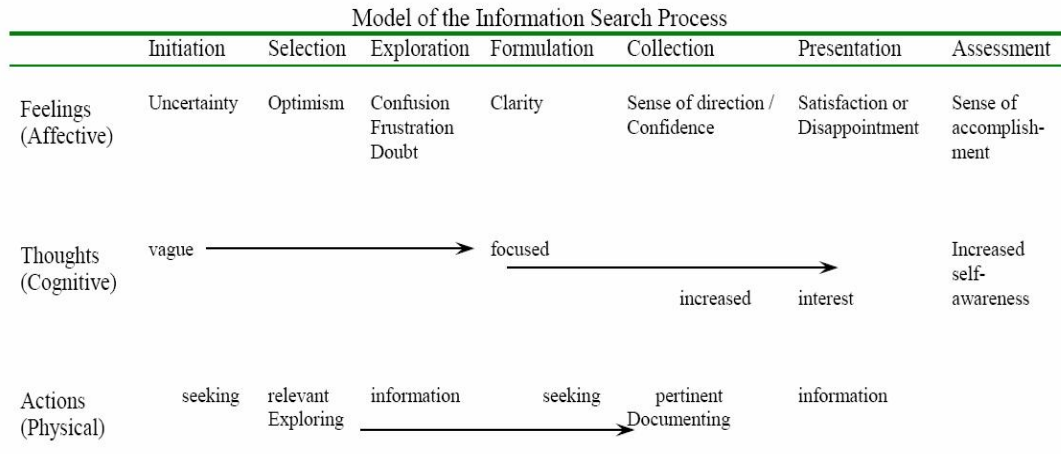 Model of the Information Search Process
Initiation Selection Exploration Formulation Collection Presentation Assessment
Feelings (Affective)
Uncertainty Optimism Confusion Clarity Sense of direction / Satisfaction or Sense of
Frustration Confidence Disappointment accomplish-
Doubt ment
Thoughts (Cognitive)
vague focused Increased
self-
increased interest awareness
Actions (Physical)
seeking relevant information seeking pertinent information
Exploring Documenting